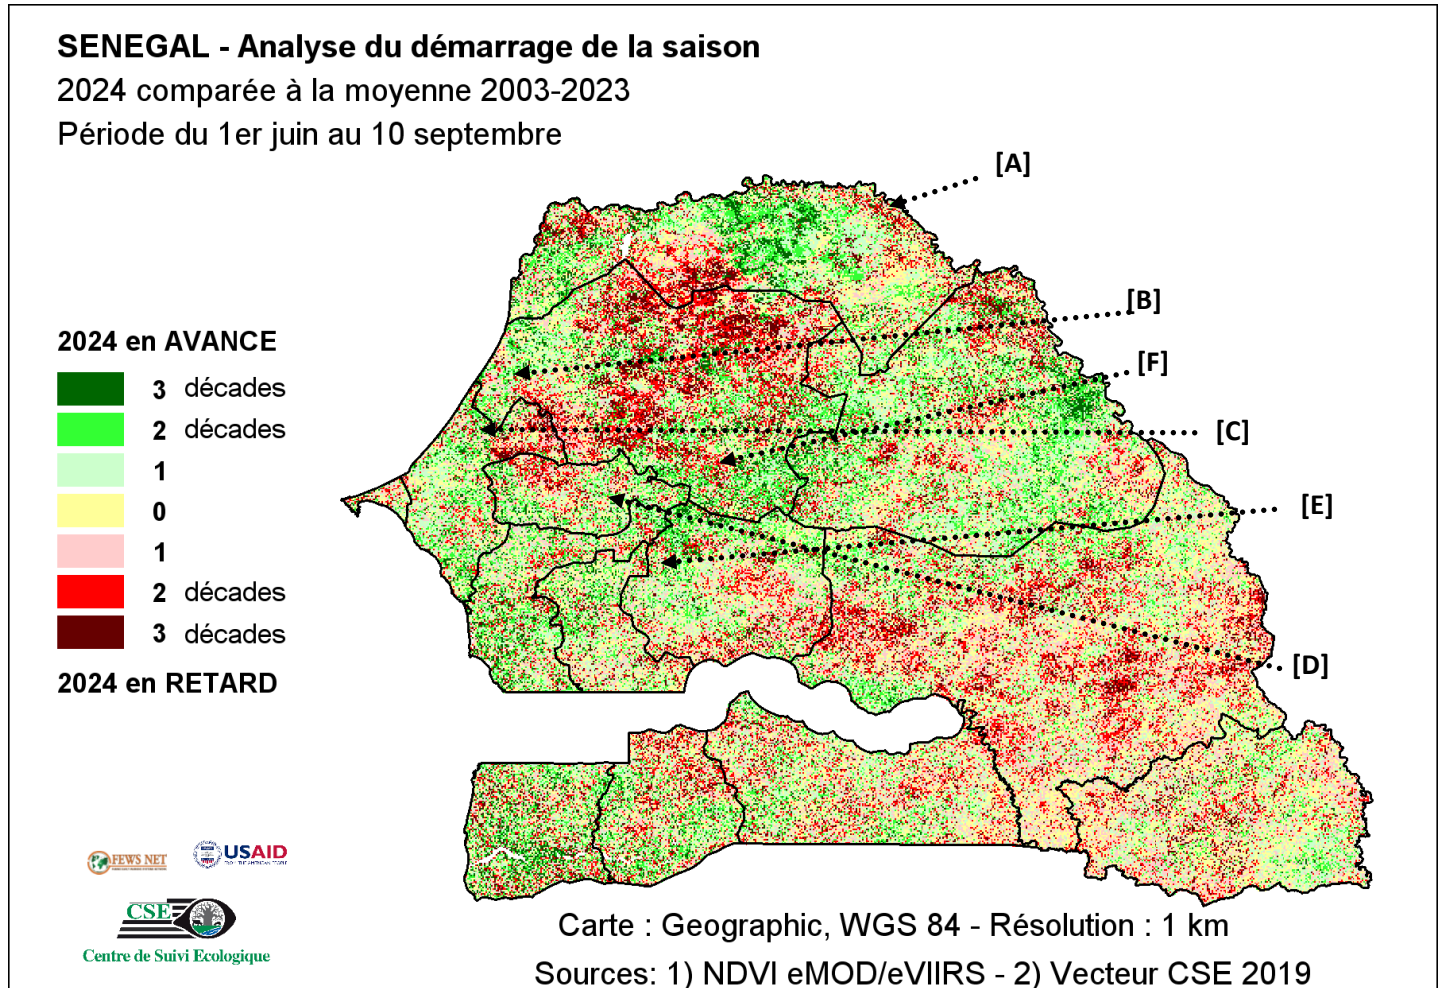 SENEGAL - Analyse du démarrage de la saison
2024 comparée à la moyenne 2003-2023
Période du 1er juin au 10 septembre
[A]
[B]
[F]
[C]
[E]
[D]
2024 en AVANCE
3 décades
2 décades
1
0
1
2 décades
3 décades
2024 en RETARD
FEWS NET
USAID
CSE
Centre de Suivi Ecologique
Carte : Geographic, WGS 84 - Résolution : 1 km
Sources: 1) NDVI eMOD/eVIIRS - 2) Vecteur CSE 2019